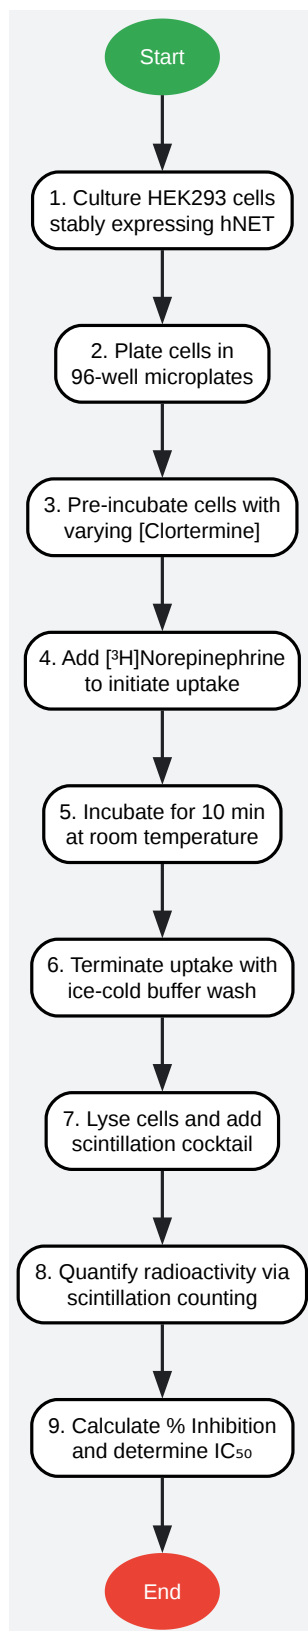 Start
1. Culture HEK293 cells
stably expressing hNET
2. Plate cells in
96-well microplates
3. Pre-incubate cells with
varying [Clortermine]
4. Add [³H]Norepinephrine
to initiate uptake
5. Incubate for 10 min
at room temperature
6. Terminate uptake with
ice-cold buffer wash
7. Lyse cells and add
scintillation cocktail
8. Quantify radioactivity via
scintillation counting
9. Calculate % Inhibition
and determine IC₅₀
End